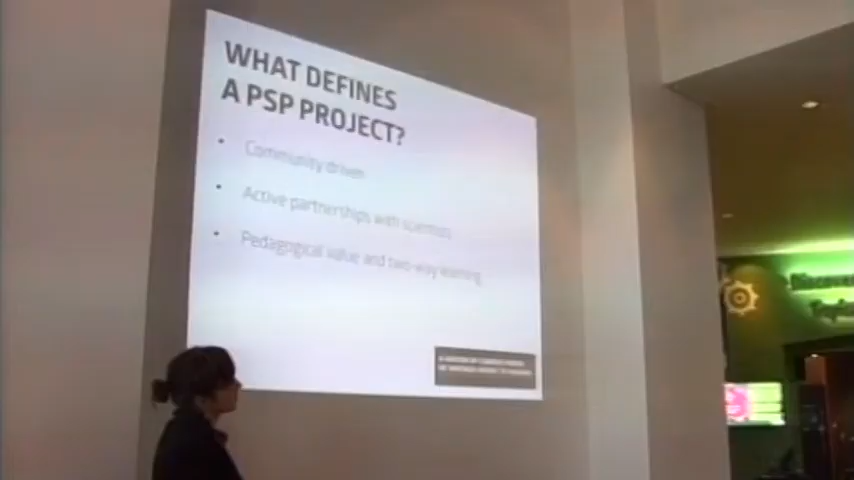 WHAT DEFINES
A PSP PROJECT?
• Community driven
• Active partnerships with scientists
• Pedagogical value and two-way learning